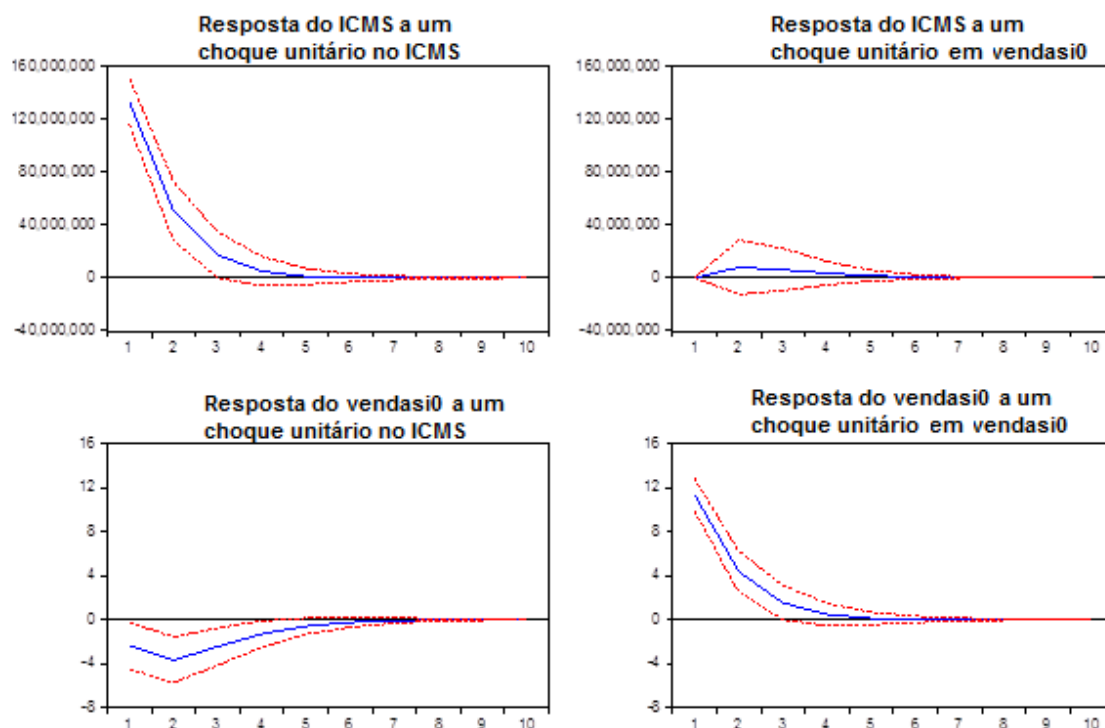 Resposta do ICMS a um
choque unitário no ICMS
160,000,000
120,000,000
80,000,000
40,000,000
0
-40,000,000
1 2 3 4 5 6 7 8 9 10
Resposta do ICMS a um
choque unitário em vendasi0
160,000,000
120,000,000
80,000,000
40,000,000
0
-40,000,000
1 2 3 4 5 6 7 8 9 10
Resposta do vendasi0 a um
choque unitário no ICMS
16
12
8
4
0
-4
-8
1 2 3 4 5 6 7 8 9 10
Resposta do vendasi0 a um
choque unitário em vendasi0
16
12
8
4
0
-4
-8
1 2 3 4 5 6 7 8 9 10